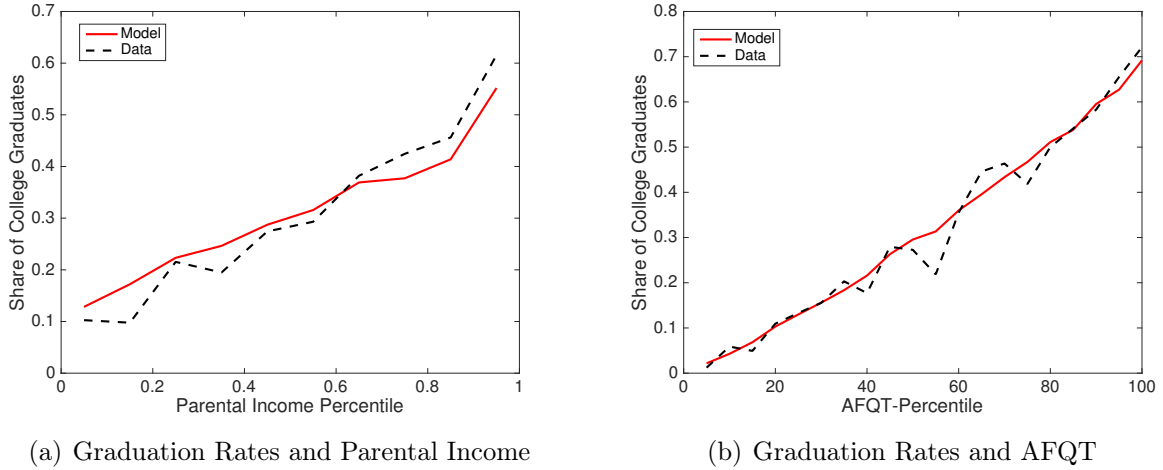 0.7
0.6
0.5
0.4
0.3
0.2
0.1
0
Share of College Graduates
Model
Data
0 0.2 0.4 0.6 0.8 1
Parental Income Percentile
(a) Graduation Rates and Parental Income
0.8
0.7
0.6
0.5
0.4
0.3
0.2
0.1
0
Share of College Graduates
Model
Data
0 20 40 60 80 100
AFQT-Percentile
(b) Graduation Rates and AFQT